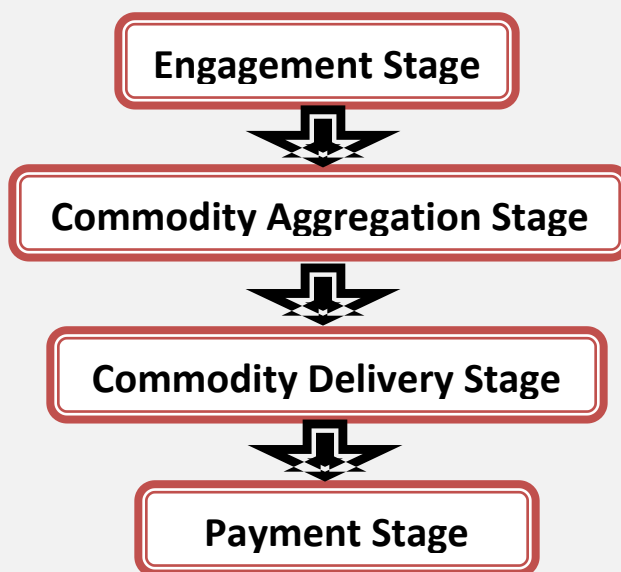 Engagement Stage
Commodity Aggregation Stage
Commodity Delivery Stage
Payment Stage